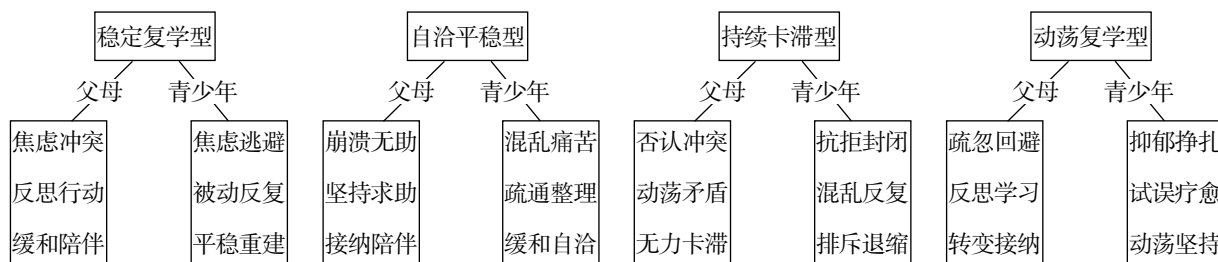 稳定复学型
自洽平稳型
持续卡滞型
动荡复学型
父母
青少年
父母
青少年
父母
青少年
父母
青少年
焦虑冲突
反思行动
缓和陪伴
焦虑逃避
被动反复
平稳重建
崩溃无助
坚持求助
接纳陪伴
混乱痛苦
疏通整理
缓和自洽
否认冲突
动荡矛盾
无力卡滞
抗拒封闭
混乱反复
排斥退缩
疏忽回避
反思学习
转变接纳
抑郁挣扎
试误疗愈
动荡坚持